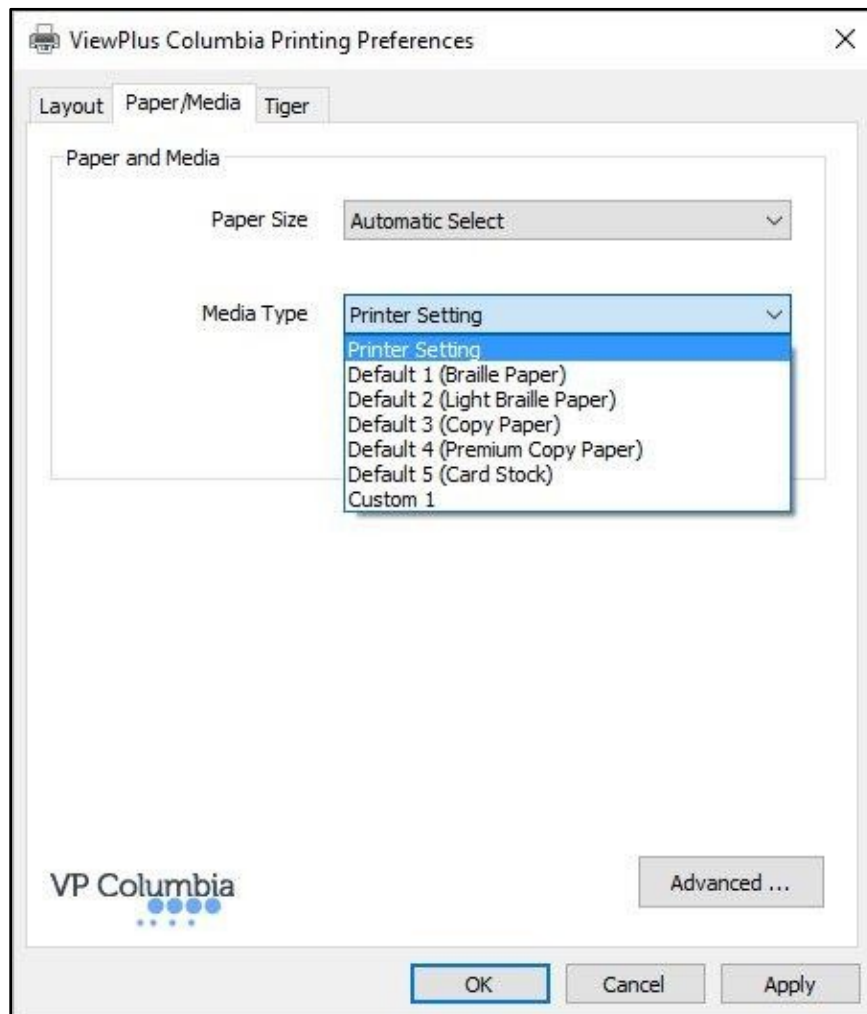 ViewPlus Columbia Printing Preferences
Layout Paper/Media Tiger
Paper and Media
Paper Size Automatic Select
Media Type Printer Setting
Printer Setting
Default 1 (Braille Paper)
Default 2 (Light Braille Paper)
Default 3 (Copy Paper)
Default 4 (Premium Copy Paper)
Default 5 (Card Stock)
Custom 1
VP Columbia
Advanced ...
OK Cancel Apply